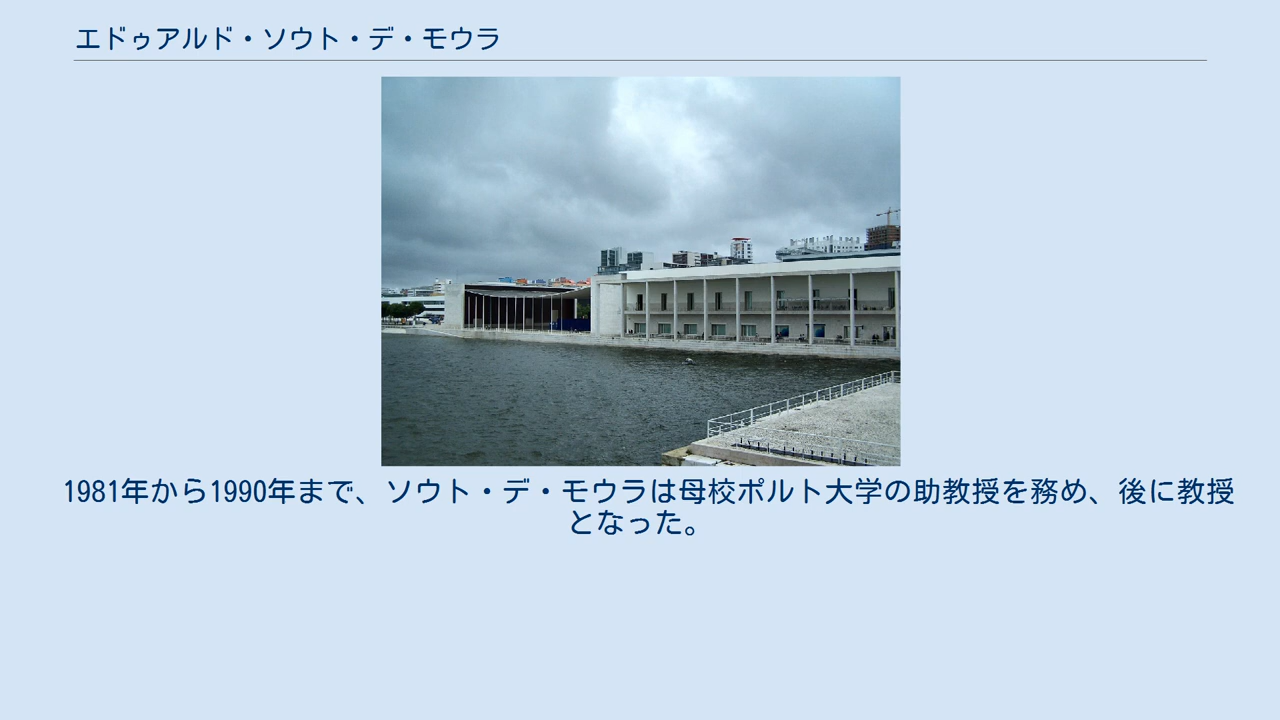 エドゥアルド・ソウト・デ・モウラ
1981年から1990年まで、ソウト・デ・モウラは母校ポルト大学の助教授を務め、後に教授
となった。